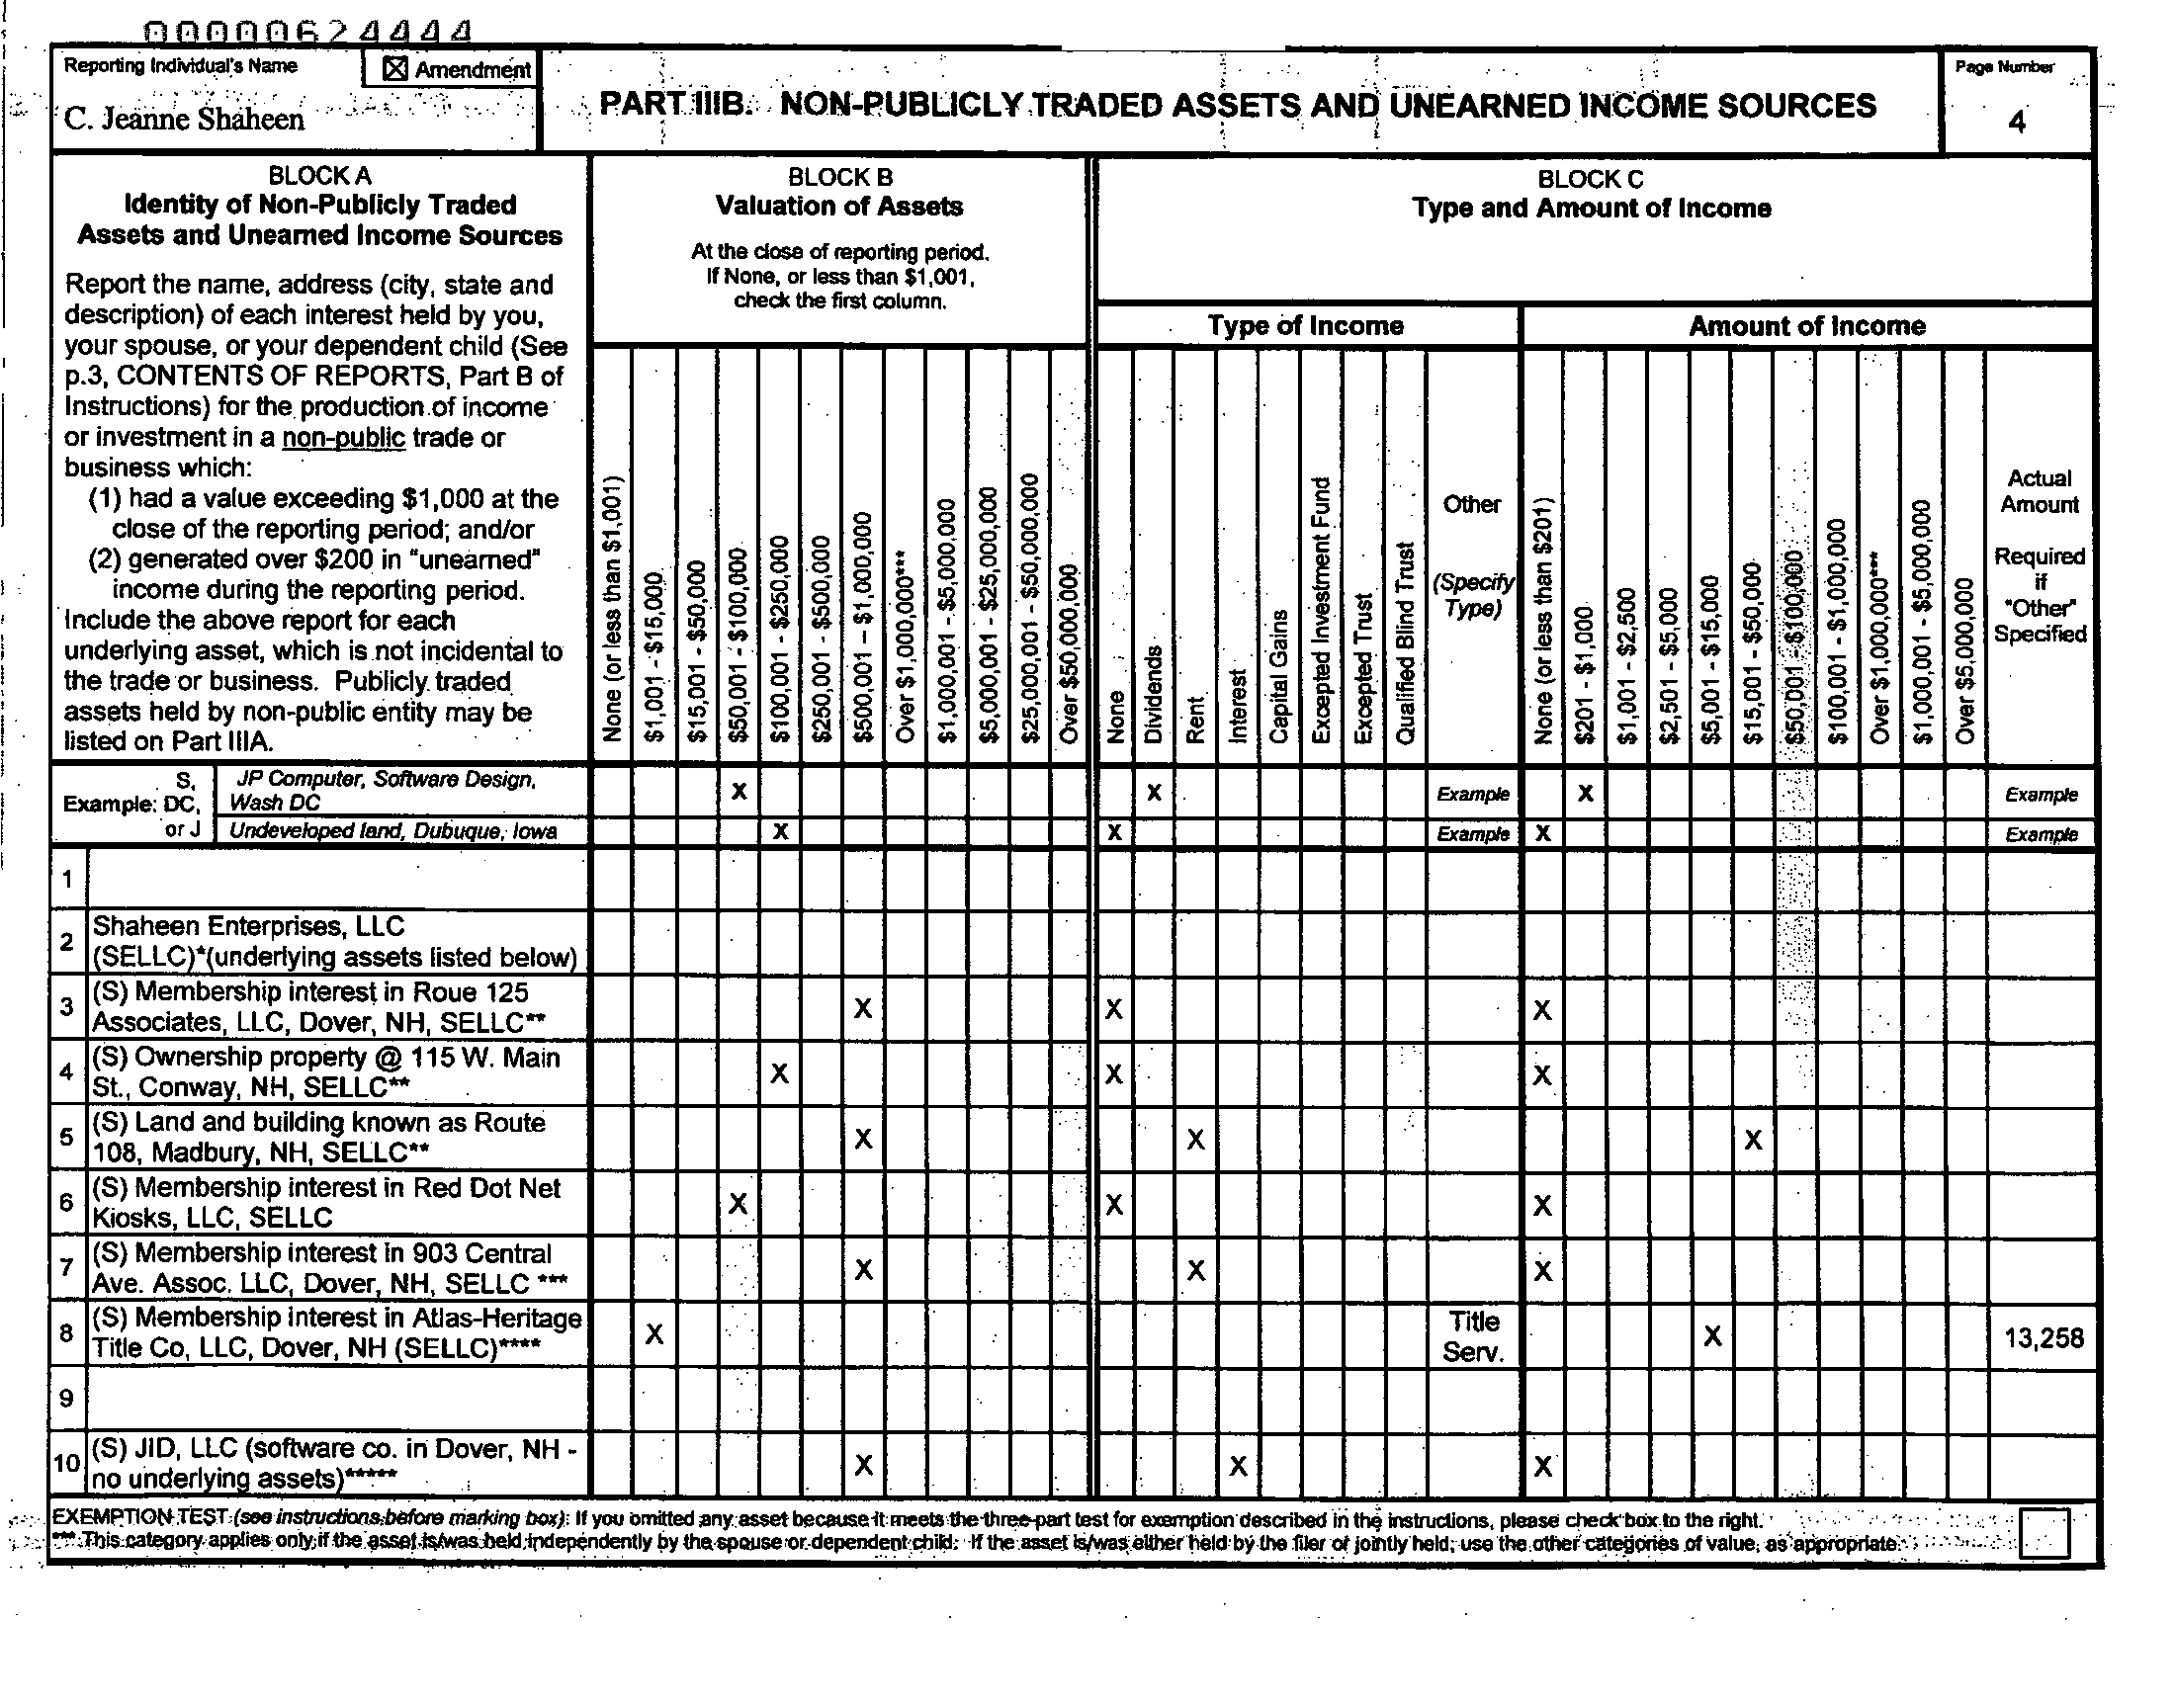 00000624444
Reporting Individual's Name
☒ Amendment
C. Jeanne Shaheen
PART IIIB. NON-PUBLICLY TRADED ASSETS AND UNEARNED INCOME SOURCES
Page Number
4
BLOCK A
Identity of Non-Publicly Traded
Assets and Unearned Income Sources
Report the name, address (city, state and
description) of each interest held by you,
your spouse, or your dependent child (See
p.3, CONTENTS OF REPORTS, Part B of
Instructions) for the production of income
or investment in a non-public trade or
business which:
(1) had a value exceeding $1,000 at the
close of the reporting period; and/or
(2) generated over $200 in "unearned"
income during the reporting period.
Include the above report for each
underlying asset, which is not incidental to
the trade or business. Publicly traded
assets held by non-public entity may be
listed on Part IIIA.
BLOCK B
Valuation of Assets
At the close of reporting period.
If None, or less than $1,001,
check the first column.
None (or less than $1,001)
$1,001 - $15,000
$15,001 - $50,000
$50,001 - $100,000
$100,001 - $250,000
$250,001 - $500,000
$500,001 – $1,000,000
Over $1,000,000***
$1,000,001 - $5,000,000
$5,000,001 - $25,000,000
$25,000,001 - $50,000,000
Over $50,000,000
BLOCK C
Type and Amount of Income
Type of Income
None
Dividends
Rent
Interest
Capital Gains
Excepted Investment Fund
Excepted Trust
Qualified Blind Trust
Other
(Specify
Type)
Amount of Income
None (or less than $201)
$201 - $1,000
$1,001 - $2,500
$2,501 - $5,000
$5,001 - $15,000
$15,001 - $50,000
$50,001 - $100,000
$100,001 - $1,000,000
Over $1,000,000***
$1,000,001 - $5,000,000
Over $5,000,000
Actual
Amount
Required
if
"Other"
Specified
Example:
S,
DC,
or J
JP Computer, Software Design,
Wash DC
X X Example X Example
Undeveloped land, Dubuque, Iowa X X Example X Example
1
2 Shaheen Enterprises, LLC
(SELLC)*(underlying assets listed below)
3 (S) Membership interest in Roue 125
Associates, LLC, Dover, NH, SELLC**
X X X
4 (S) Ownership property @ 115 W. Main
St., Conway, NH, SELLC**
X X X
5 (S) Land and building known as Route
108, Madbury, NH, SELLC**
X X X
6 (S) Membership interest in Red Dot Net
Kiosks, LLC, SELLC
X X X
7 (S) Membership interest in 903 Central
Ave. Assoc. LLC, Dover, NH, SELLC ***
X X X
8 (S) Membership interest in Atlas-Heritage
Title Co, LLC, Dover, NH (SELLC)****
X Title
Serv. X 13,258
9
10 (S) JID, LLC (software co. in Dover, NH -
no underlying assets)*****
X X X
EXEMPTION TEST (see instructions before marking box): If you omitted any asset because it meets the three-part test for exemption described in the instructions, please check box to the right.
*** This category applies only if the asset is/was held independently by the spouse or dependent child. If the asset is/was either held by the filer or jointly held, use the other categories of value, as appropriate.